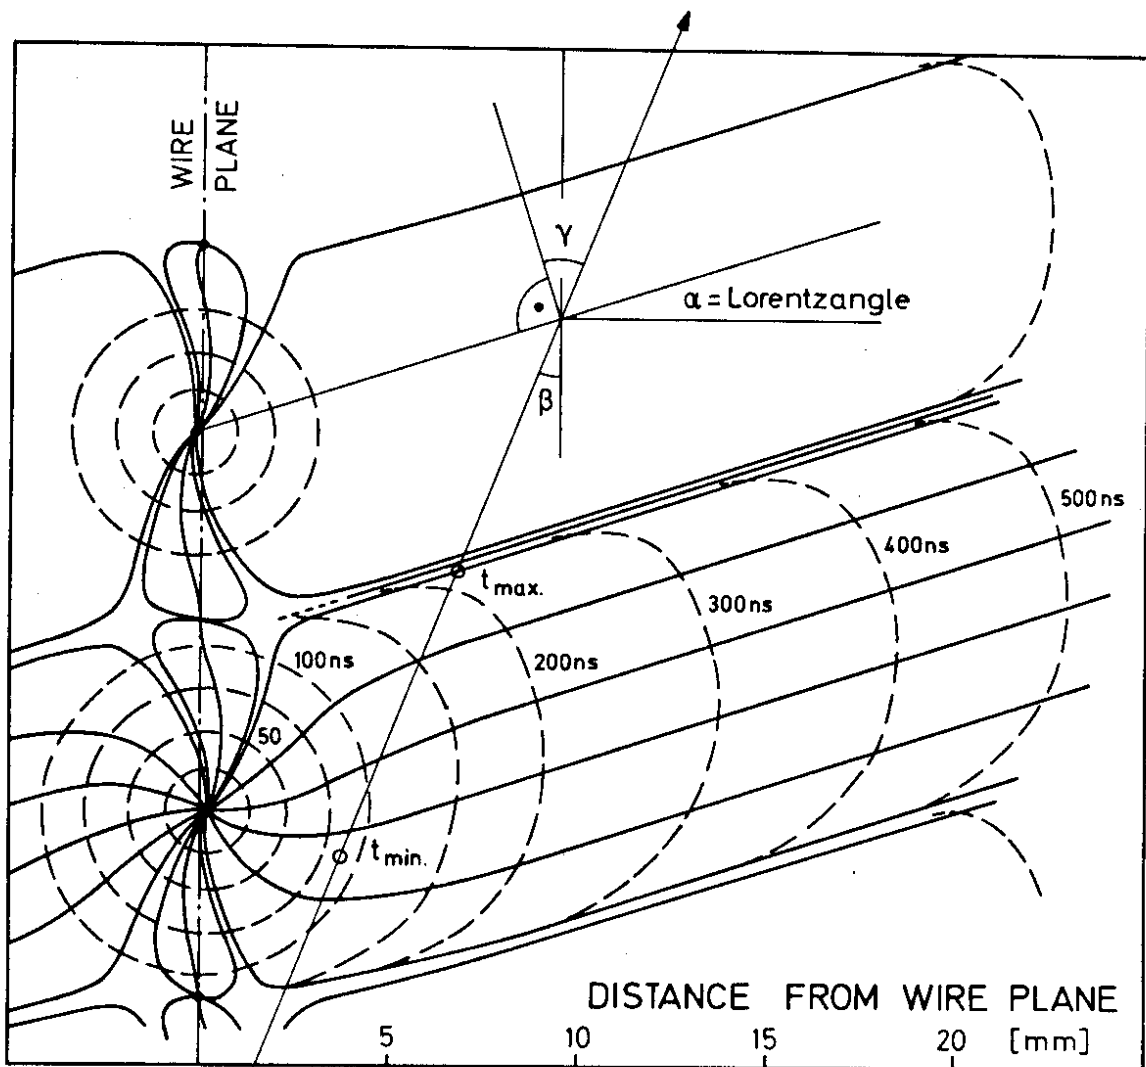 WIRE
PLANE
γ
α = Lorentzangle
β
500ns
400ns
t max.
300ns
100ns
200ns
50
t min.
DISTANCE FROM WIRE PLANE
5 10 15 20 [mm]